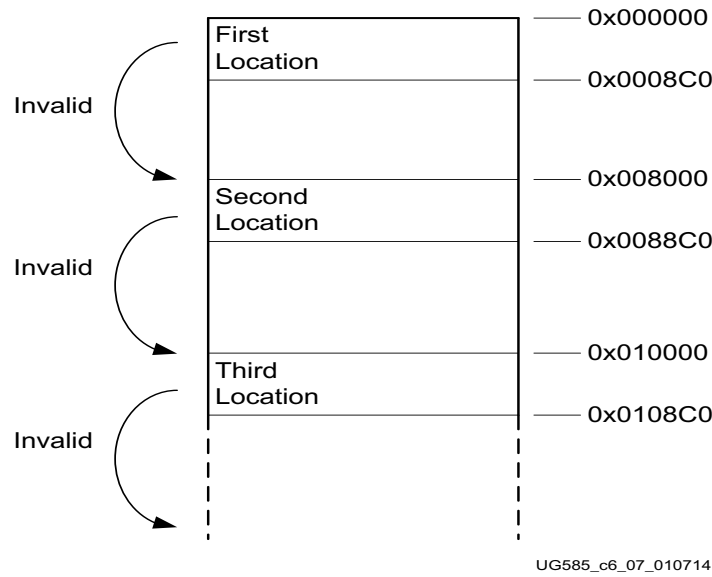 0x000000
First
Location
0x0008C0
Invalid
0x008000
Second
Location
0x0088C0
Invalid
0x010000
Third
Location
0x0108C0
Invalid
UG585_c6_07_010714